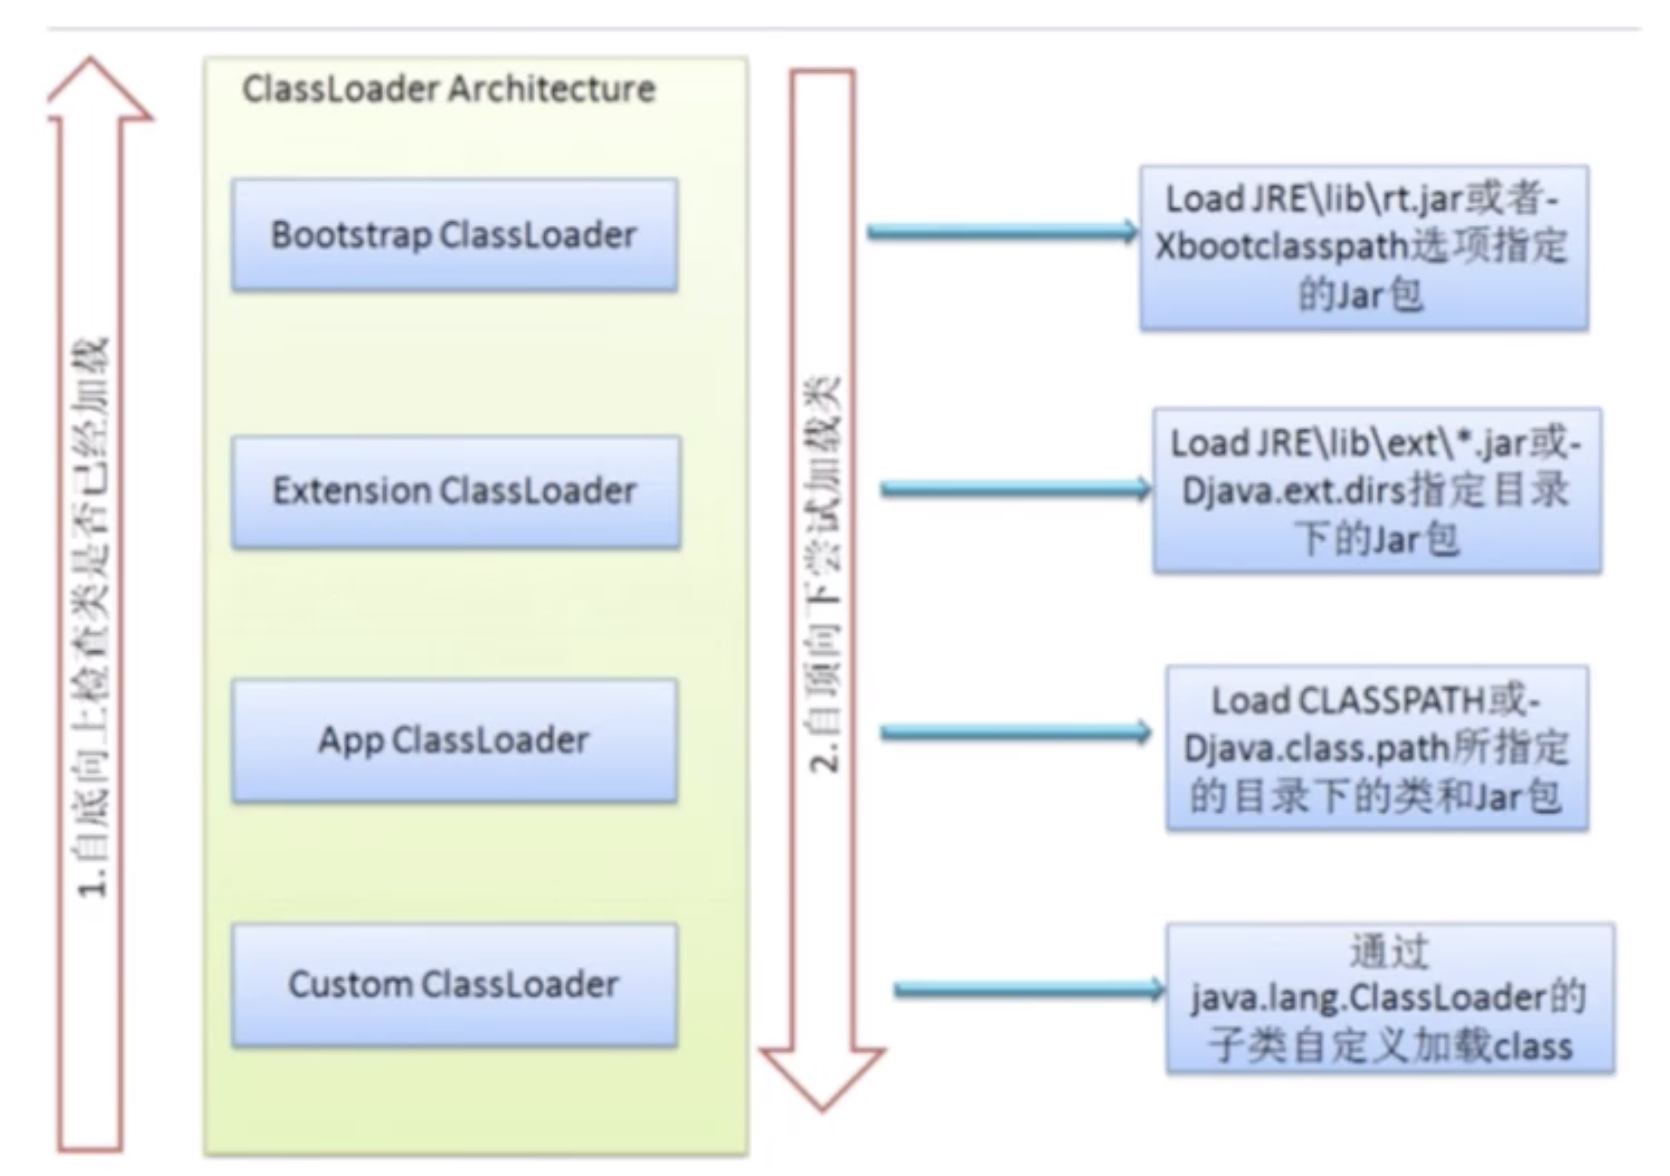 ClassLoader Architecture
1.自底向上检查类是否已经加载
Bootstrap ClassLoader
Extension ClassLoader
App ClassLoader
Custom ClassLoader
2.自顶向下尝试加载类
Load JRE\lib\rt.jar或者-
Xbootclasspath选项指定
的Jar包
Load JRE\lib\ext\*.jar或-
Djava.ext.dirs指定目录
下的Jar包
Load CLASSPATH或-
Djava.class.path所指定
的目录下的类和Jar包
通过
java.lang.ClassLoader的
子类自定义加载class